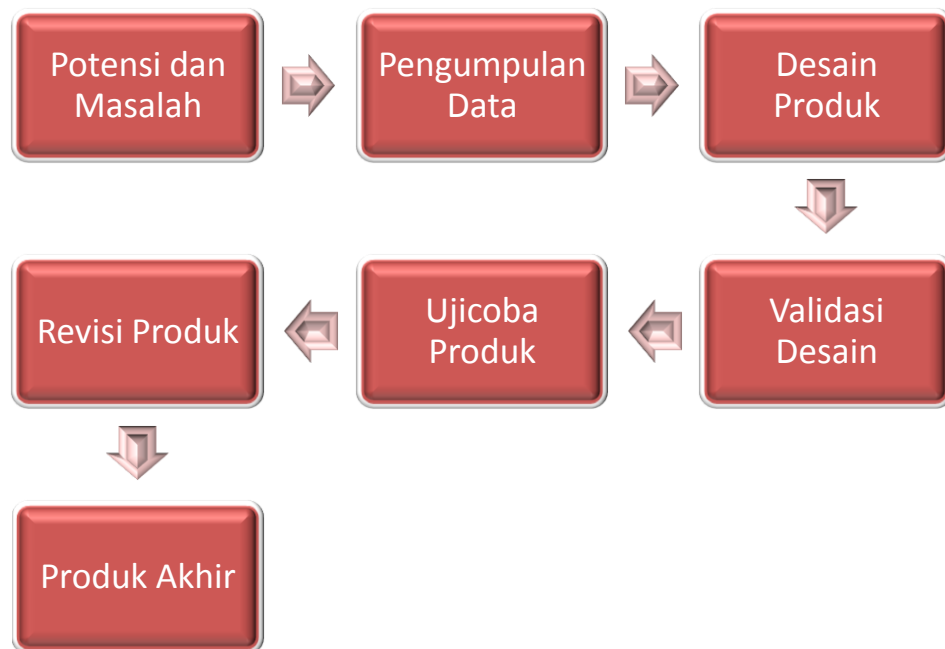 Potensi dan
Masalah
Pengumpulan
Data
Desain
Produk
Validasi
Desain
Ujicoba
Produk
Revisi Produk
Produk Akhir